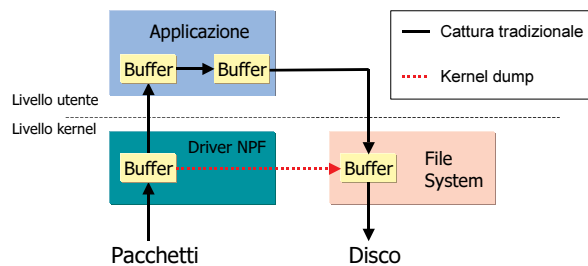 Applicazione
Buffer
Buffer
Cattura tradizionale
Kernel dump
Livello utente
Livello kernel
Driver NPF
Buffer
Buffer
File
System
Pacchetti
Disco